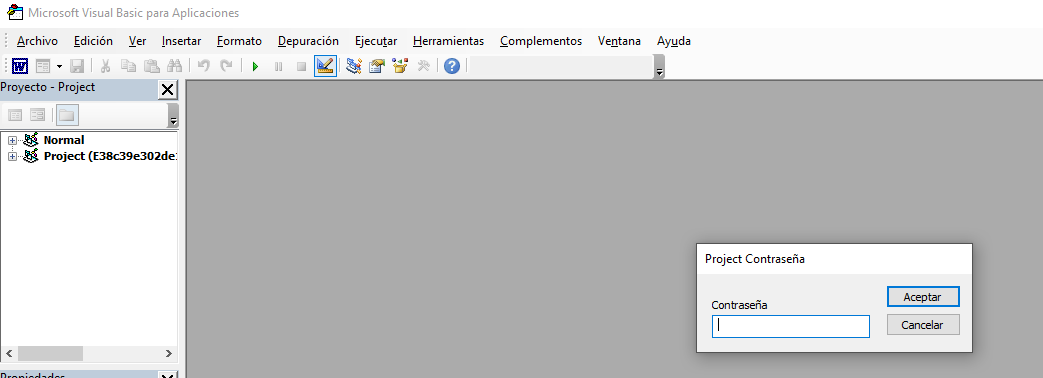 Microsoft Visual Basic para Aplicaciones
Archivo Edición Ver Insertar Formato Depuración Ejecutar Herramientas Complementos Ventana Ayuda
Proyecto - Project
Normal
Project (E38c39e302de
Project Contraseña
Contraseña
Aceptar
Cancelar
Propiedades